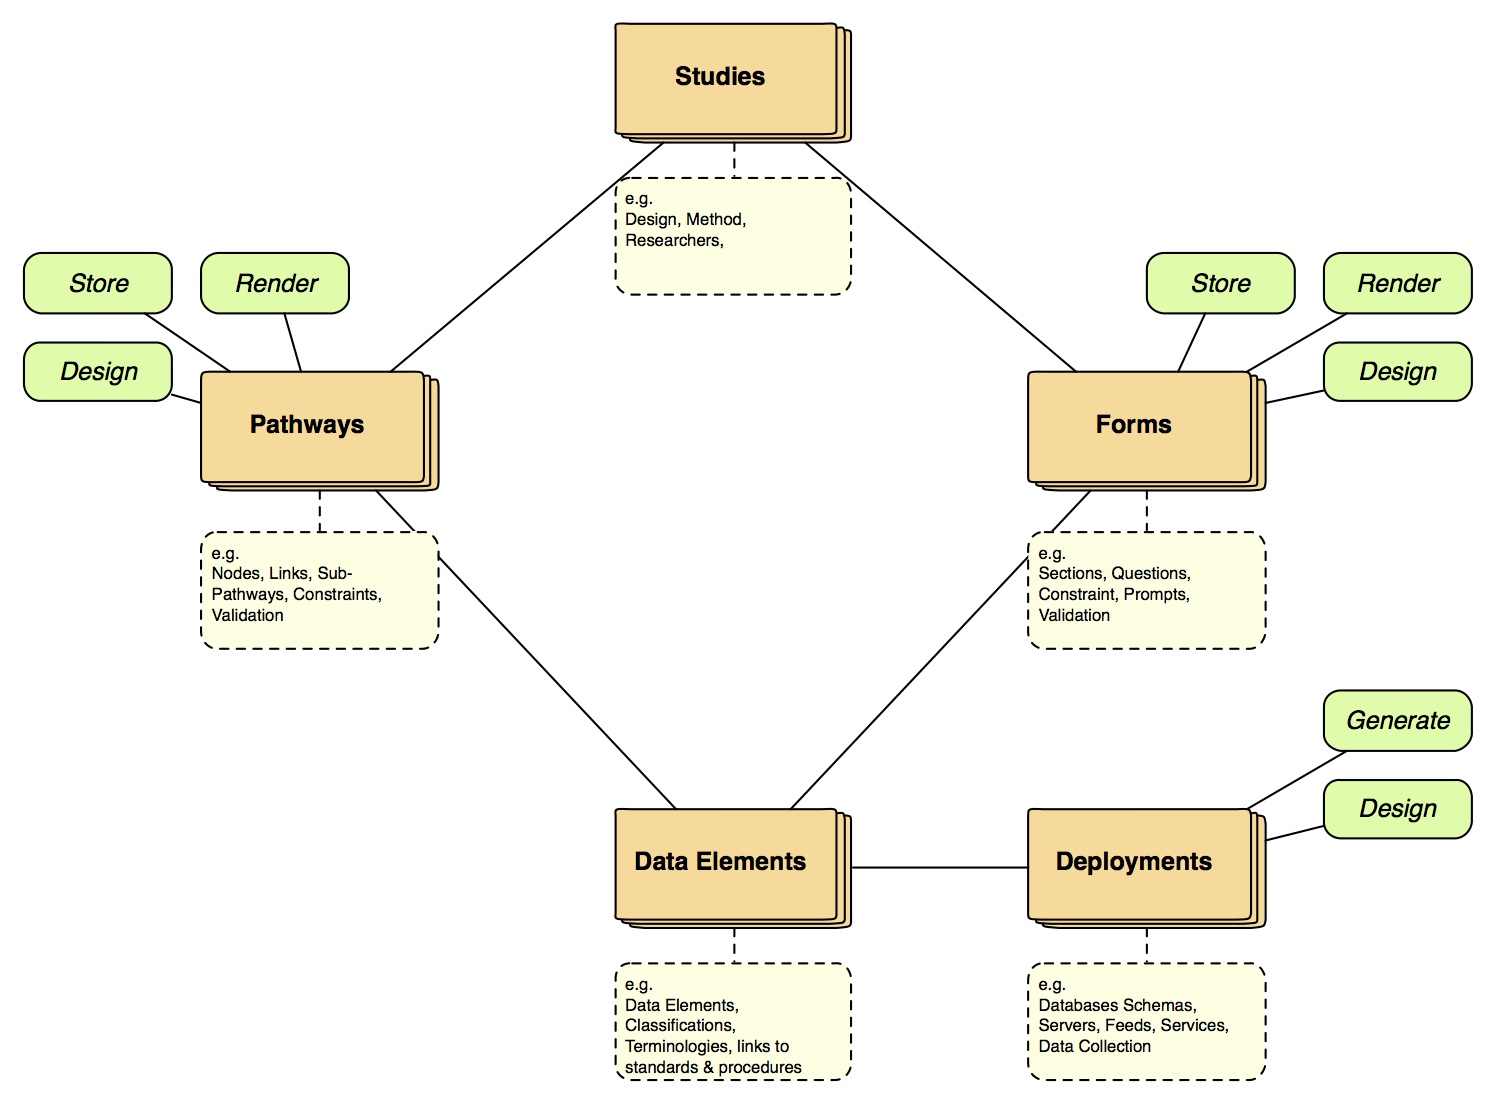 Studies
e.g.
Design, Method,
Researchers,
Store
Render
Design
Pathways
e.g.
Nodes, Links, Sub-
Pathways, Constraints,
Validation
Store
Render
Design
Forms
e.g.
Sections, Questions,
Constraint, Prompts,
Validation
Data Elements
e.g.
Data Elements,
Classifications,
Terminologies, links to
standards & procedures
Generate
Design
Deployments
e.g.
Databases Schemas,
Servers, Feeds, Services,
Data Collection